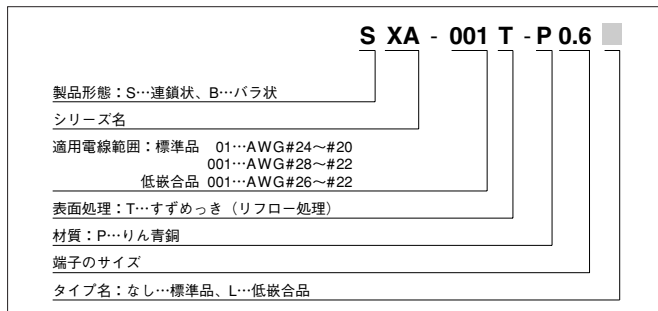 S XA - 001 T - P 0.6
製品形態：S…連鎖状、B…バラ状
シリーズ名
適用電線範囲：標準品 01…AWG#24〜#20
001…AWG#28〜#22
低嵌合品 001…AWG#26〜#22
表面処理：T…すずめっき（リフロー処理）
材質：P…りん青銅
端子のサイズ
タイプ名：なし…標準品、L…低嵌合品